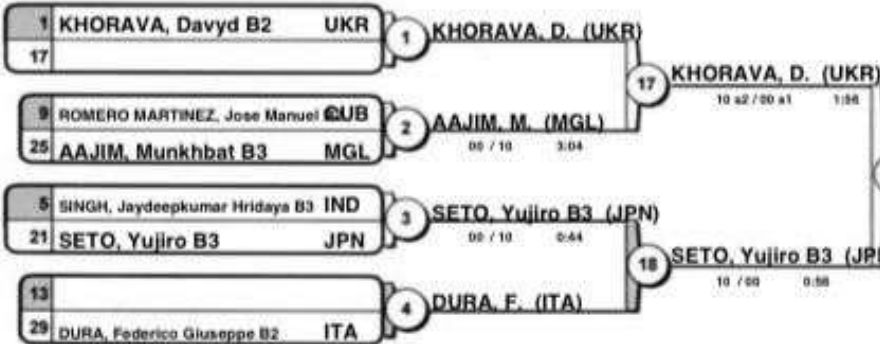 1 KHORAVA, Davyd B2 UKR
17
1 KHORAVA, D. (UKR)
9 ROMERO MARTINEZ, Jose Manuel CUB
25 AAJIM, Munkhbat B3 MGL
2 AAJIM, M. (MGL)
00 / 10 3:04
17 KHORAVA, D. (UKR)
10 s2 / 00 s1 1:56
5 SINGH, Jaydeepkumar Hridaya B3 IND
21 SETO, Yujiro B3 JPN
3 SETO, Yujiro B3 (JPN)
00 / 10 0:44
13
29 DURA, Federico Giuseppe B2 ITA
4 DURA, F. (ITA)
18 SETO, Yujiro B3 (JP
10 / 00 0:56